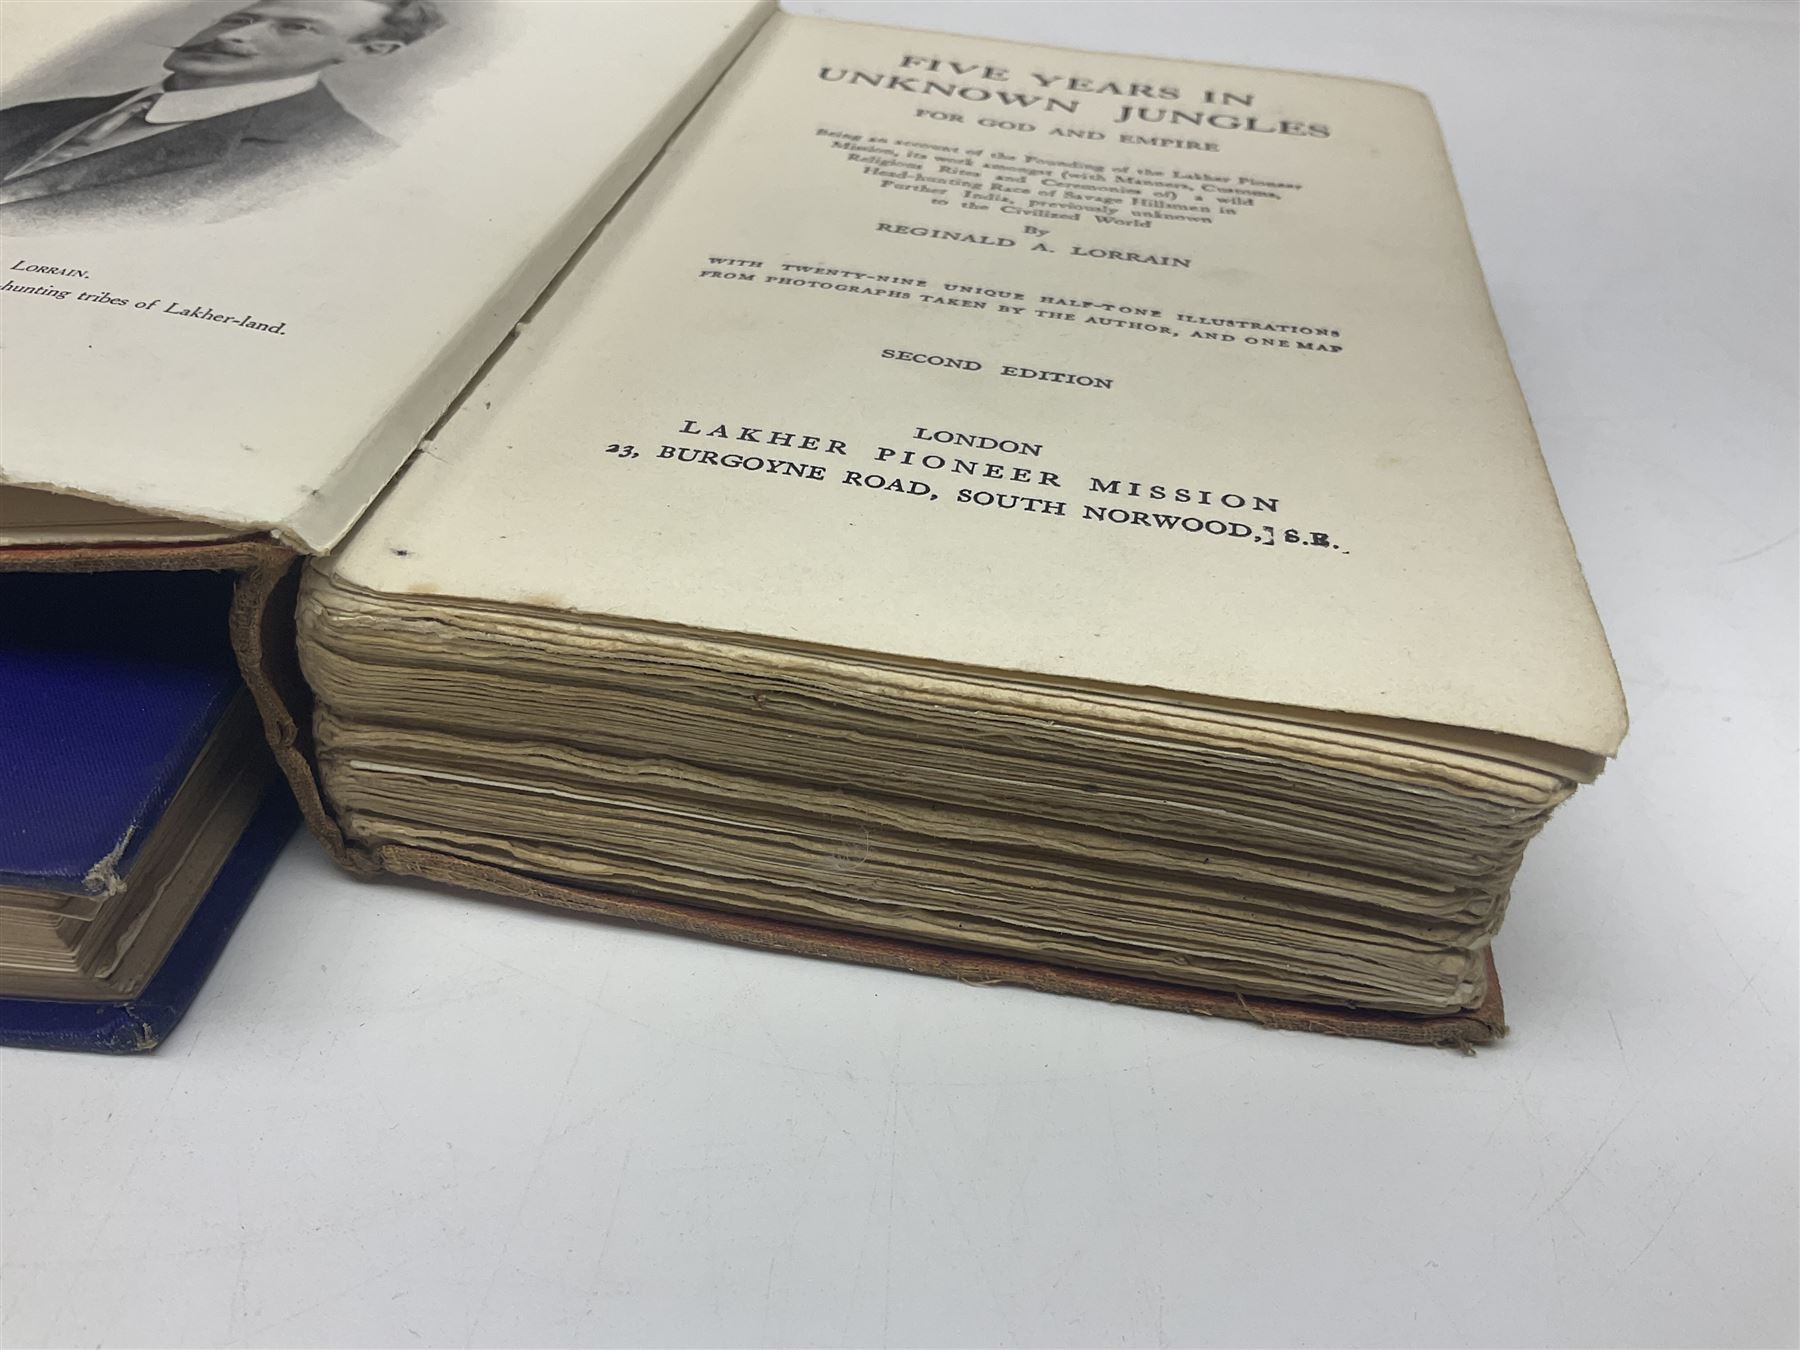 LORRAIN.
-hunting tribes of Lakher-land.
FIVE YEARS IN
UNKNOWN JUNGLES
FOR GOD AND EMPIRE
Being an account of the Founding of the Lakher Pioneer
Mission, its work amongst (with Manners, Customs,
Religious Rites and Ceremonies of) a wild
Head-hunting Race of Savage Hillsmen in
Further India, previously unknown
to the Civilized World
By
REGINALD A. LORRAIN
WITH TWENTY-NINE UNIQUE HALF-TONE ILLUSTRATIONS
FROM PHOTOGRAPHS TAKEN BY THE AUTHOR, AND ONE MAP
SECOND EDITION
LONDON
LAKHER PIONEER MISSION
23, BURGOYNE ROAD, SOUTH NORWOOD, S.E.